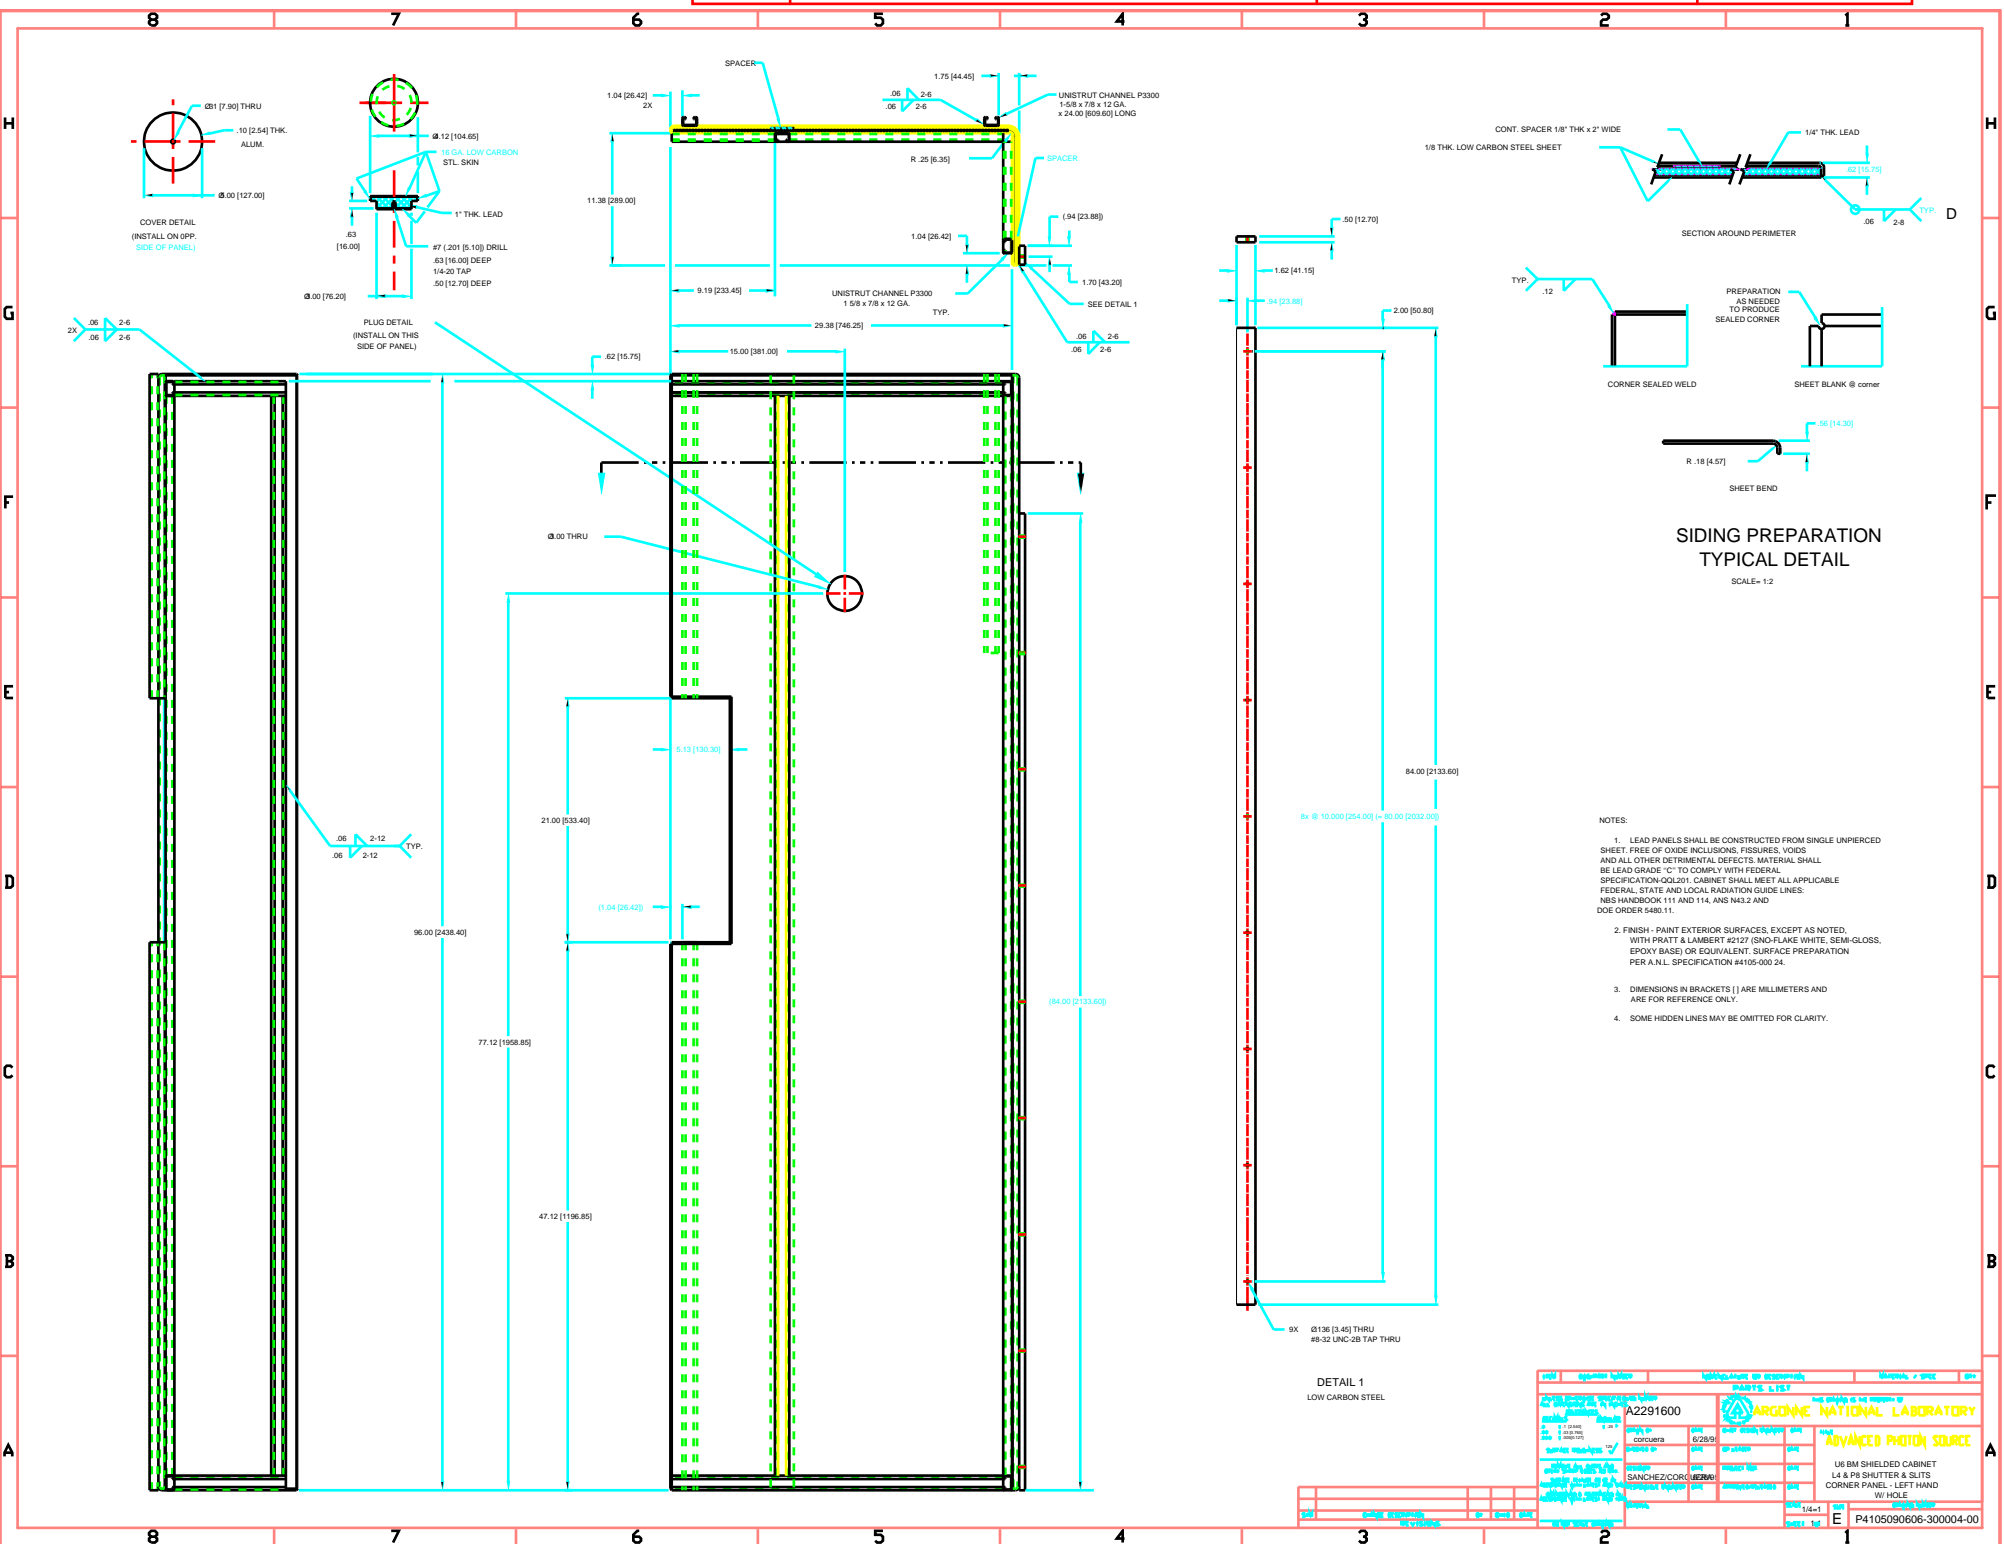 8 7 6 5 4 3 2 1
H
G
F
E
D
C
B
A
Ø31 [7.90] THRU
.10 [2.54] THK.
ALUM.
Ø5.00 [127.00]
COVER DETAIL
(INSTALL ON 0PP.
SIDE OF PANEL)
Ø4.12 [104.65]
18 GA. LOW CARBON
STL. SKIN
1" THK. LEAD
.63
[16.00]
#7 (.201 [5.10]) DRILL
.63 [16.00] DEEP
1/4-20 TAP
.50 [12.70] DEEP
Ø3.00 [76.20]
PLUG DETAIL
(INSTALL ON THIS
SIDE OF PANEL)
SPACER
1.04 [26.42]
2X
1.75 [44.45]
.06 2-6
.06 2-6
UNISTRUT CHANNEL P3300
1-5/8 x 7/8 x 12 GA.
x 24.00 [609.60] LONG
R .25 [6.35]
SPACER
11.38 [289.00]
(.94 [23.88])
1.04 [26.42]
1.70 [43.20]
9.19 [233.45]
UNISTRUT CHANNEL P3300
1 5/8 x 7/8 x 12 GA.
TYP.
SEE DETAIL 1
29.38 [746.25]
.06 2-6
.06 2-6
15.00 [381.00]
.62 [15.75]
2X .06 2-6
.06 2-6
Ø3.00 THRU
5.13 [130.30]
21.00 [533.40]
.06 2-12
.06 2-12
TYP.
(1.04 [26.42])
96.00 [2438.40]
(84.00 [2133.60])
77.12 [1958.85]
47.12 [1196.85]
.50 [12.70]
1.62 [41.15]
.94 [23.88]
2.00 [50.80]
84.00 [2133.60]
8x @ 10.000 [254.00] (= 80.00 [2032.00])
9X Ø136 [3.45] THRU
#8-32 UNC-2B TAP THRU
DETAIL 1
LOW CARBON STEEL
CONT. SPACER 1/8" THK x 2" WIDE
1/4" THK. LEAD
1/8 THK. LOW CARBON STEEL SHEET
.62 [15.75]
TYP. D
.06 2-8
SECTION AROUND PERIMETER
TYP.
.12
PREPARATION
AS NEEDED
TO PRODUCE
SEALED CORNER
CORNER SEALED WELD
SHEET BLANK @ corner
.56 [14.30]
R .18 [4.57]
SHEET BEND
SIDING PREPARATION
TYPICAL DETAIL
SCALE= 1:2
NOTES:
1. LEAD PANELS SHALL BE CONSTRUCTED FROM SINGLE UNPIERCED
SHEET. FREE OF OXIDE INCLUSIONS, FISSURES, VOIDS
AND ALL OTHER DETRIMENTAL DEFECTS. MATERIAL SHALL
BE LEAD GRADE "C" TO COMPLY WITH FEDERAL
SPECIFICATION-QQL201. CABINET SHALL MEET ALL APPLICABLE
FEDERAL, STATE AND LOCAL RADIATION GUIDE LINES:
NBS HANDBOOK 111 AND 114, ANS N43.2 AND
DOE ORDER 5480.11.
2. FINISH - PAINT EXTERIOR SURFACES, EXCEPT AS NOTED,
WITH PRATT & LAMBERT #2127 (SNO-FLAKE WHITE, SEMI-GLOSS,
EPOXY BASE) OR EQUIVALENT. SURFACE PREPARATION
PER A.N.L. SPECIFICATION #4105-000 24.
3. DIMENSIONS IN BRACKETS [ ] ARE MILLIMETERS AND
ARE FOR REFERENCE ONLY.
4. SOME HIDDEN LINES MAY BE OMITTED FOR CLARITY.
PARTS LIST
A2291600
ARGONNE NATIONAL LABORATORY
corcuera
ADVANCED PHOTON SOURCE
U6 BM SHIELDED CABINET
L4 & P8 SHUTTER & SLITS
CORNER PANEL - LEFT HAND
W/ HOLE
1/4=1
E P4105090606-300004-00
8 7 6 5 4 3 2 1